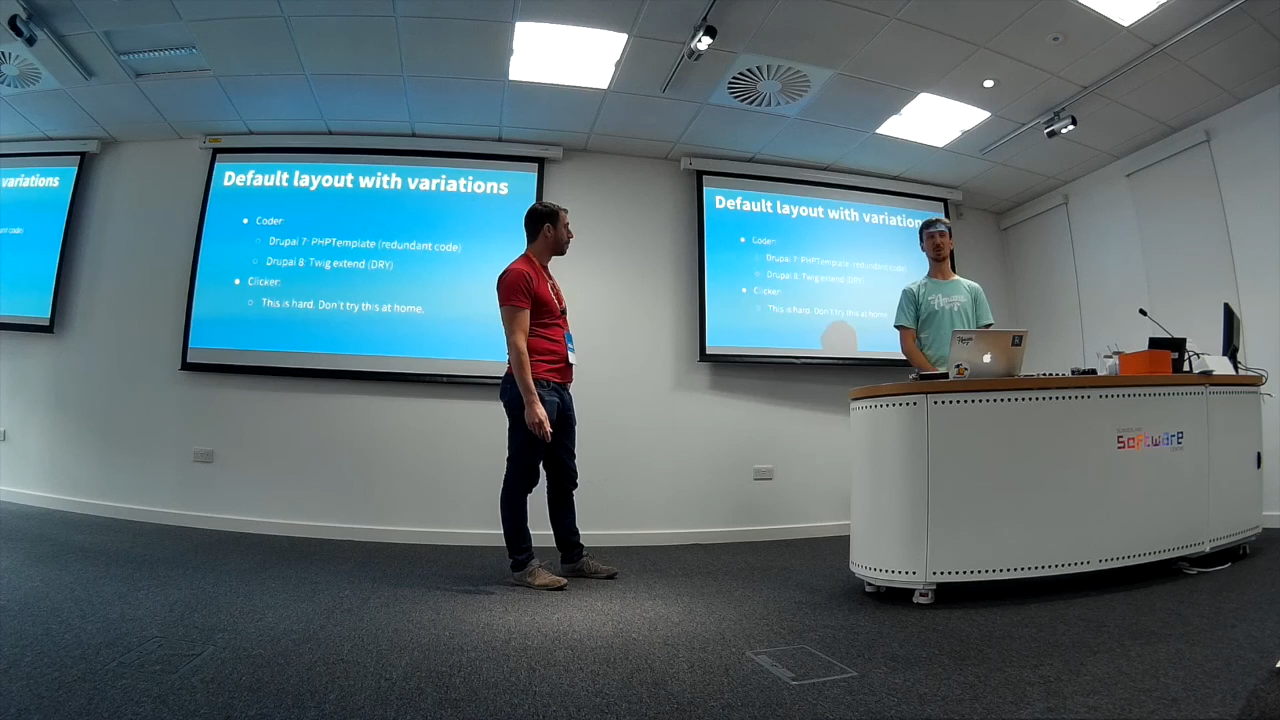 variations
Default layout with variations
Coder:
Drupal 7: PHPTemplate (redundant code)
Drupal 8: Twig extend (DRY)
Clicker:
This is hard. Don't try this at home.
Default layout with variation
Coder:
Drupal 7: PHPTemplate (redundant code)
Drupal 8: Twig extend (DRY)
Clicker:
This is hard. Don't try this at home.
Amazee
Software